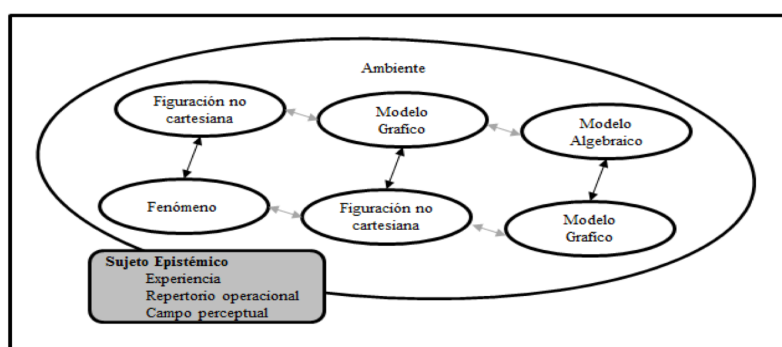 Ambiente
Figuración no
cartesiana
Modelo
Grafico
Modelo
Algebraico
Fenómeno
Figuración no
cartesiana
Modelo
Grafico
Sujeto Epistémico
Experiencia
Repertorio operacional
Campo perceptual